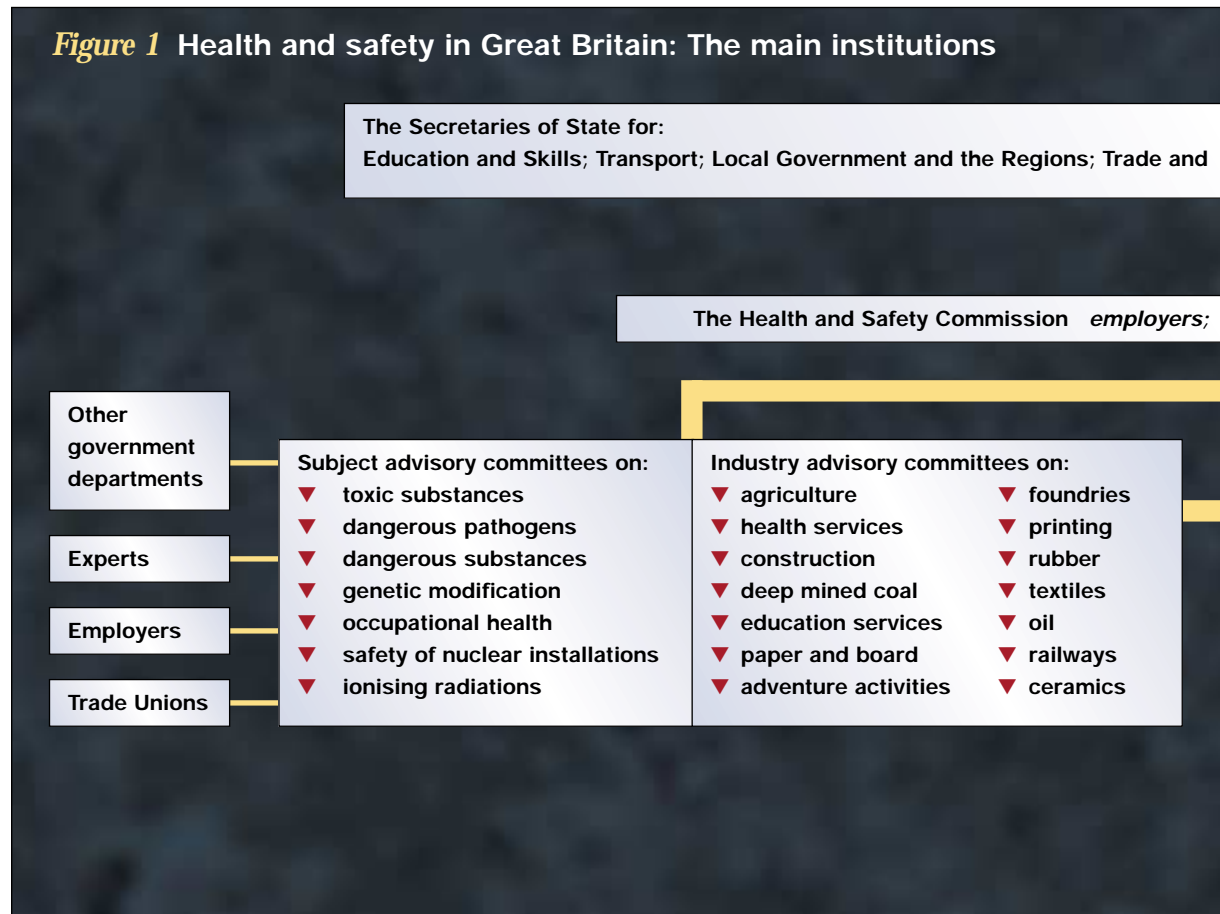 Figure 1 Health and safety in Great Britain: The main institutions
The Secretaries of State for:
Education and Skills; Transport; Local Government and the Regions; Trade and
The Health and Safety Commission employers;
Other
government
departments
Experts
Employers
Trade Unions
Subject advisory committees on:
▼ toxic substances
▼ dangerous pathogens
▼ dangerous substances
▼ genetic modification
▼ occupational health
▼ safety of nuclear installations
▼ ionising radiations
Industry advisory committees on:
▼ agriculture
▼ health services
▼ construction
▼ deep mined coal
▼ education services
▼ paper and board
▼ adventure activities
▼ foundries
▼ printing
▼ rubber
▼ textiles
▼ oil
▼ railways
▼ ceramics